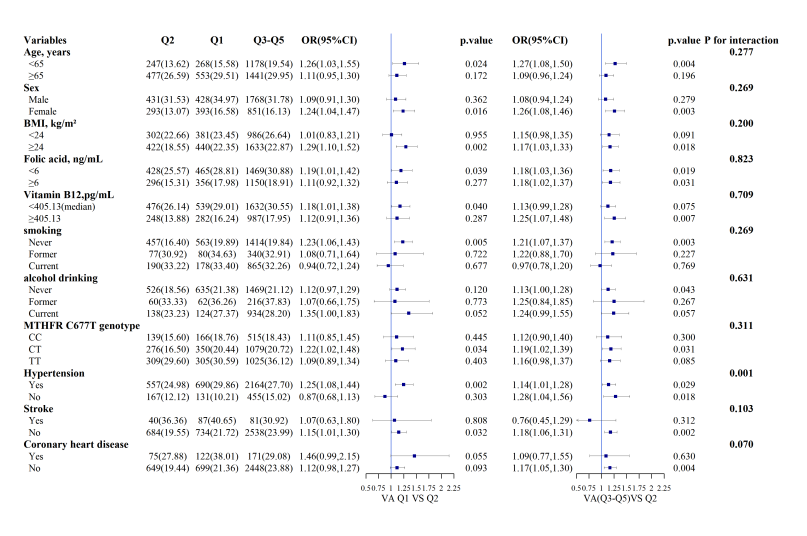 Variables Q2 Q1 Q3-Q5 OR(95%CI) p.value OR(95%CI) p.value P for interaction
Age, years 0.277
<65 247(13.62) 268(15.58) 1178(19.54) 1.26(1.03,1.55) 0.024 1.27(1.08,1.50) 0.004
≥65 477(26.59) 553(29.51) 1441(29.95) 1.11(0.95,1.30) 0.172 1.09(0.96,1.24) 0.196
Sex 0.269
Male 431(31.53) 428(34.97) 1768(31.78) 1.09(0.91,1.30) 0.362 1.08(0.94,1.24) 0.279
Female 293(13.07) 393(16.58) 851(16.13) 1.24(1.04,1.47) 0.016 1.26(1.08,1.46) 0.003
BMI, kg/m² 0.200
<24 302(22.66) 381(23.45) 986(26.64) 1.01(0.83,1.21) 0.955 1.15(0.98,1.35) 0.091
≥24 422(18.55) 440(22.35) 1633(22.87) 1.29(1.10,1.52) 0.002 1.17(1.03,1.33) 0.018
Folic acid, ng/mL 0.823
<6 428(25.57) 465(28.81) 1469(30.88) 1.19(1.01,1.42) 0.039 1.18(1.03,1.36) 0.019
≥6 296(15.31) 356(17.98) 1150(18.91) 1.11(0.92,1.32) 0.277 1.18(1.02,1.37) 0.031
Vitamin B12,pg/mL 0.709
<405.13(median) 476(26.14) 539(29.01) 1632(30.55) 1.18(1.01,1.38) 0.040 1.13(0.99,1.28) 0.075
≥405.13 248(13.88) 282(16.24) 987(17.95) 1.12(0.91,1.36) 0.287 1.25(1.07,1.48) 0.007
smoking 0.269
Never 457(16.40) 563(19.89) 1414(19.84) 1.23(1.06,1.43) 0.005 1.21(1.07,1.37) 0.003
Former 77(30.92) 80(34.63) 340(32.91) 1.08(0.71,1.64) 0.722 1.22(0.88,1.70) 0.227
Current 190(33.22) 178(33.40) 865(32.26) 0.94(0.72,1.24) 0.677 0.97(0.78,1.20) 0.769
alcohol drinking 0.631
Never 526(18.56) 635(21.38) 1469(21.12) 1.12(0.97,1.29) 0.120 1.13(1.00,1.28) 0.043
Former 60(33.33) 62(36.26) 216(37.83) 1.07(0.66,1.75) 0.773 1.25(0.84,1.85) 0.267
Current 138(23.23) 124(27.37) 934(28.20) 1.35(1.00,1.83) 0.052 1.24(0.99,1.55) 0.057
MTHFR C677T genotype 0.311
CC 139(15.60) 166(18.76) 515(18.43) 1.11(0.85,1.45) 0.445 1.12(0.90,1.40) 0.300
CT 276(16.50) 350(20.44) 1079(20.72) 1.22(1.02,1.48) 0.034 1.19(1.02,1.39) 0.031
TT 309(29.60) 305(30.59) 1025(36.12) 1.09(0.89,1.34) 0.403 1.16(0.98,1.37) 0.085
Hypertension 0.001
Yes 557(24.98) 690(29.86) 2164(27.70) 1.25(1.08,1.44) 0.002 1.14(1.01,1.28) 0.029
No 167(12.12) 131(10.21) 455(15.02) 0.87(0.68,1.13) 0.303 1.28(1.04,1.56) 0.018
Stroke 0.103
Yes 40(36.36) 87(40.65) 81(30.92) 1.07(0.63,1.80) 0.808 0.76(0.45,1.29) 0.312
No 684(19.55) 734(21.72) 2538(23.99) 1.15(1.01,1.30) 0.032 1.18(1.06,1.31) 0.002
Coronary heart disease 0.070
Yes 75(27.88) 122(38.01) 171(29.08) 1.46(0.99,2.15) 0.055 1.09(0.77,1.55) 0.630
No 649(19.44) 699(21.36) 2448(23.88) 1.12(0.98,1.27) 0.093 1.17(1.05,1.30) 0.004
0.5 0.75 1 1.25 1.5 1.75 2 2.25 0.5 0.75 1 1.25 1.5 1.75 2 2.25
VA Q1 VS Q2 VA(Q3-Q5)VS Q2